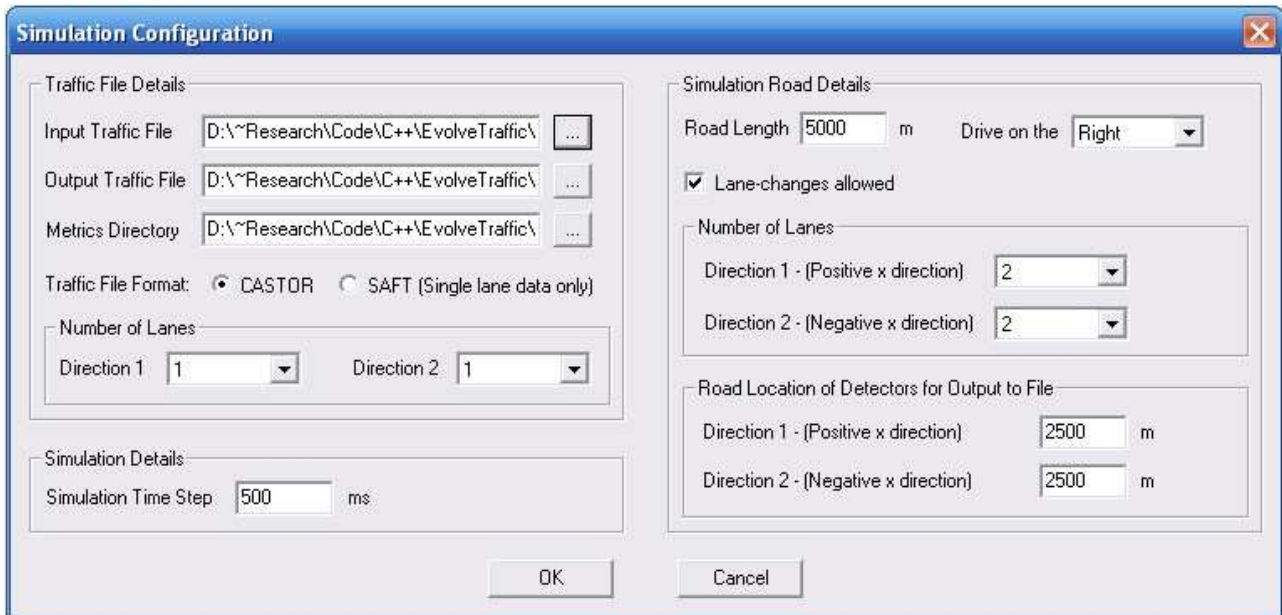 Simulation Configuration
Traffic File Details
Input Traffic File D:\~Research\Code\C++\EvolveTraffic\ ...
Output Traffic File D:\~Research\Code\C++\EvolveTraffic\ ...
Metrics Directory D:\~Research\Code\C++\EvolveTraffic\ ...
Traffic File Format: CASTOR SAFT (Single lane data only)
Number of Lanes
Direction 1 1 Direction 2 1
Simulation Details
Simulation Time Step 500 ms
Simulation Road Details
Road Length 5000 m Drive on the Right
Lane-changes allowed
Number of Lanes
Direction 1 - (Positive x direction) 2
Direction 2 - (Negative x direction) 2
Road Location of Detectors for Output to File
Direction 1 - (Positive x direction) 2500 m
Direction 2 - (Negative x direction) 2500 m
OK Cancel